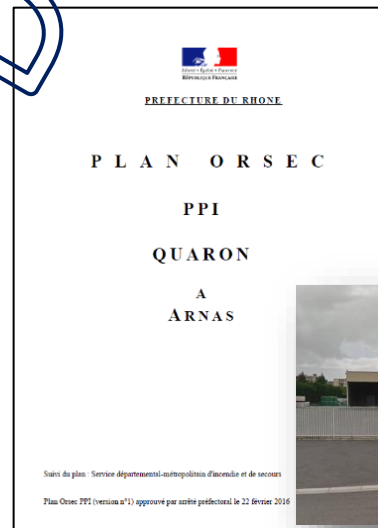 Liberté • Égalité • Fraternité
RÉPUBLIQUE FRANÇAISE
PREFECTURE DU RHONE
PLAN ORSEC
PPI
QUARON
A
ARNAS
Suivi du plan : Service départemental-métropolitain d'incendie et de secours
Plan Orsec PPI (version n°1) approuvé par arrêté préfectoral le 22 février 2016